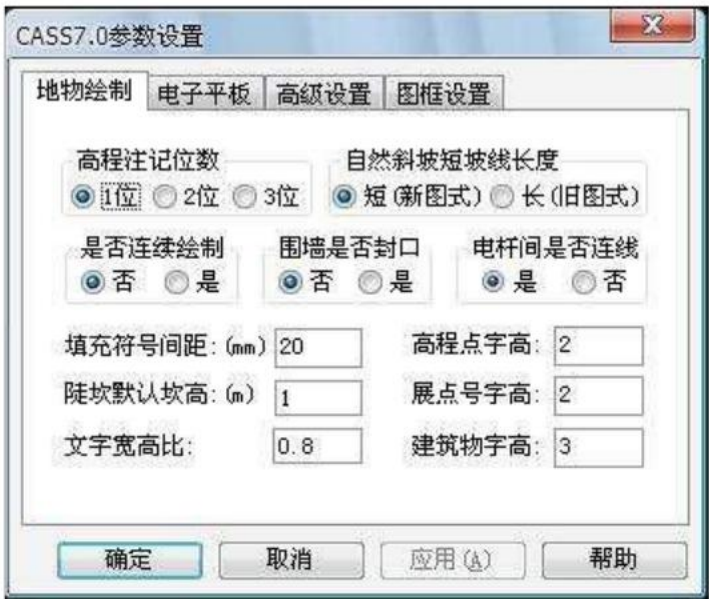 CASS7.0参数设置
地物绘制 电子平板 高级设置 图框设置
高程注记位数 自然斜坡短坡线长度
1位 2位 3位 短(新图式) 长(旧图式)
是否连续绘制 围墙是否封口 电杆间是否连线
否 是 否 是 是 否
填充符号间距:(mm) 20 高程点字高: 2
陡坎默认坎高:(m) 1 展点号字高: 2
文字宽高比: 0.8 建筑物字高: 3
确定 取消 应用(A) 帮助